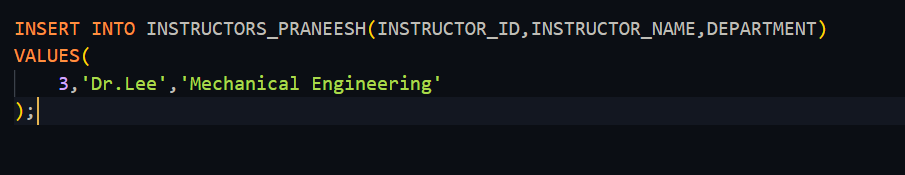 INSERT INTO INSTRUCTORS_PRANEESH(INSTRUCTOR_ID,INSTRUCTOR_NAME,DEPARTMENT)
VALUES(
    3,'Dr.Lee','Mechanical Engineering'
);